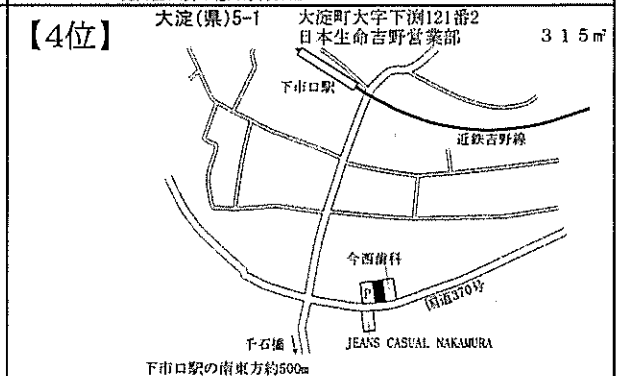 【4位】
大淀(県)5-1
大淀町大字下渕121番2
日本生命吉野営業部
315㎡
下市口駅
近鉄吉野線
今西歯科
P
国道370号
千石橋
JEANS CASUAL NAKAMURA
下市口駅の南東方約500m